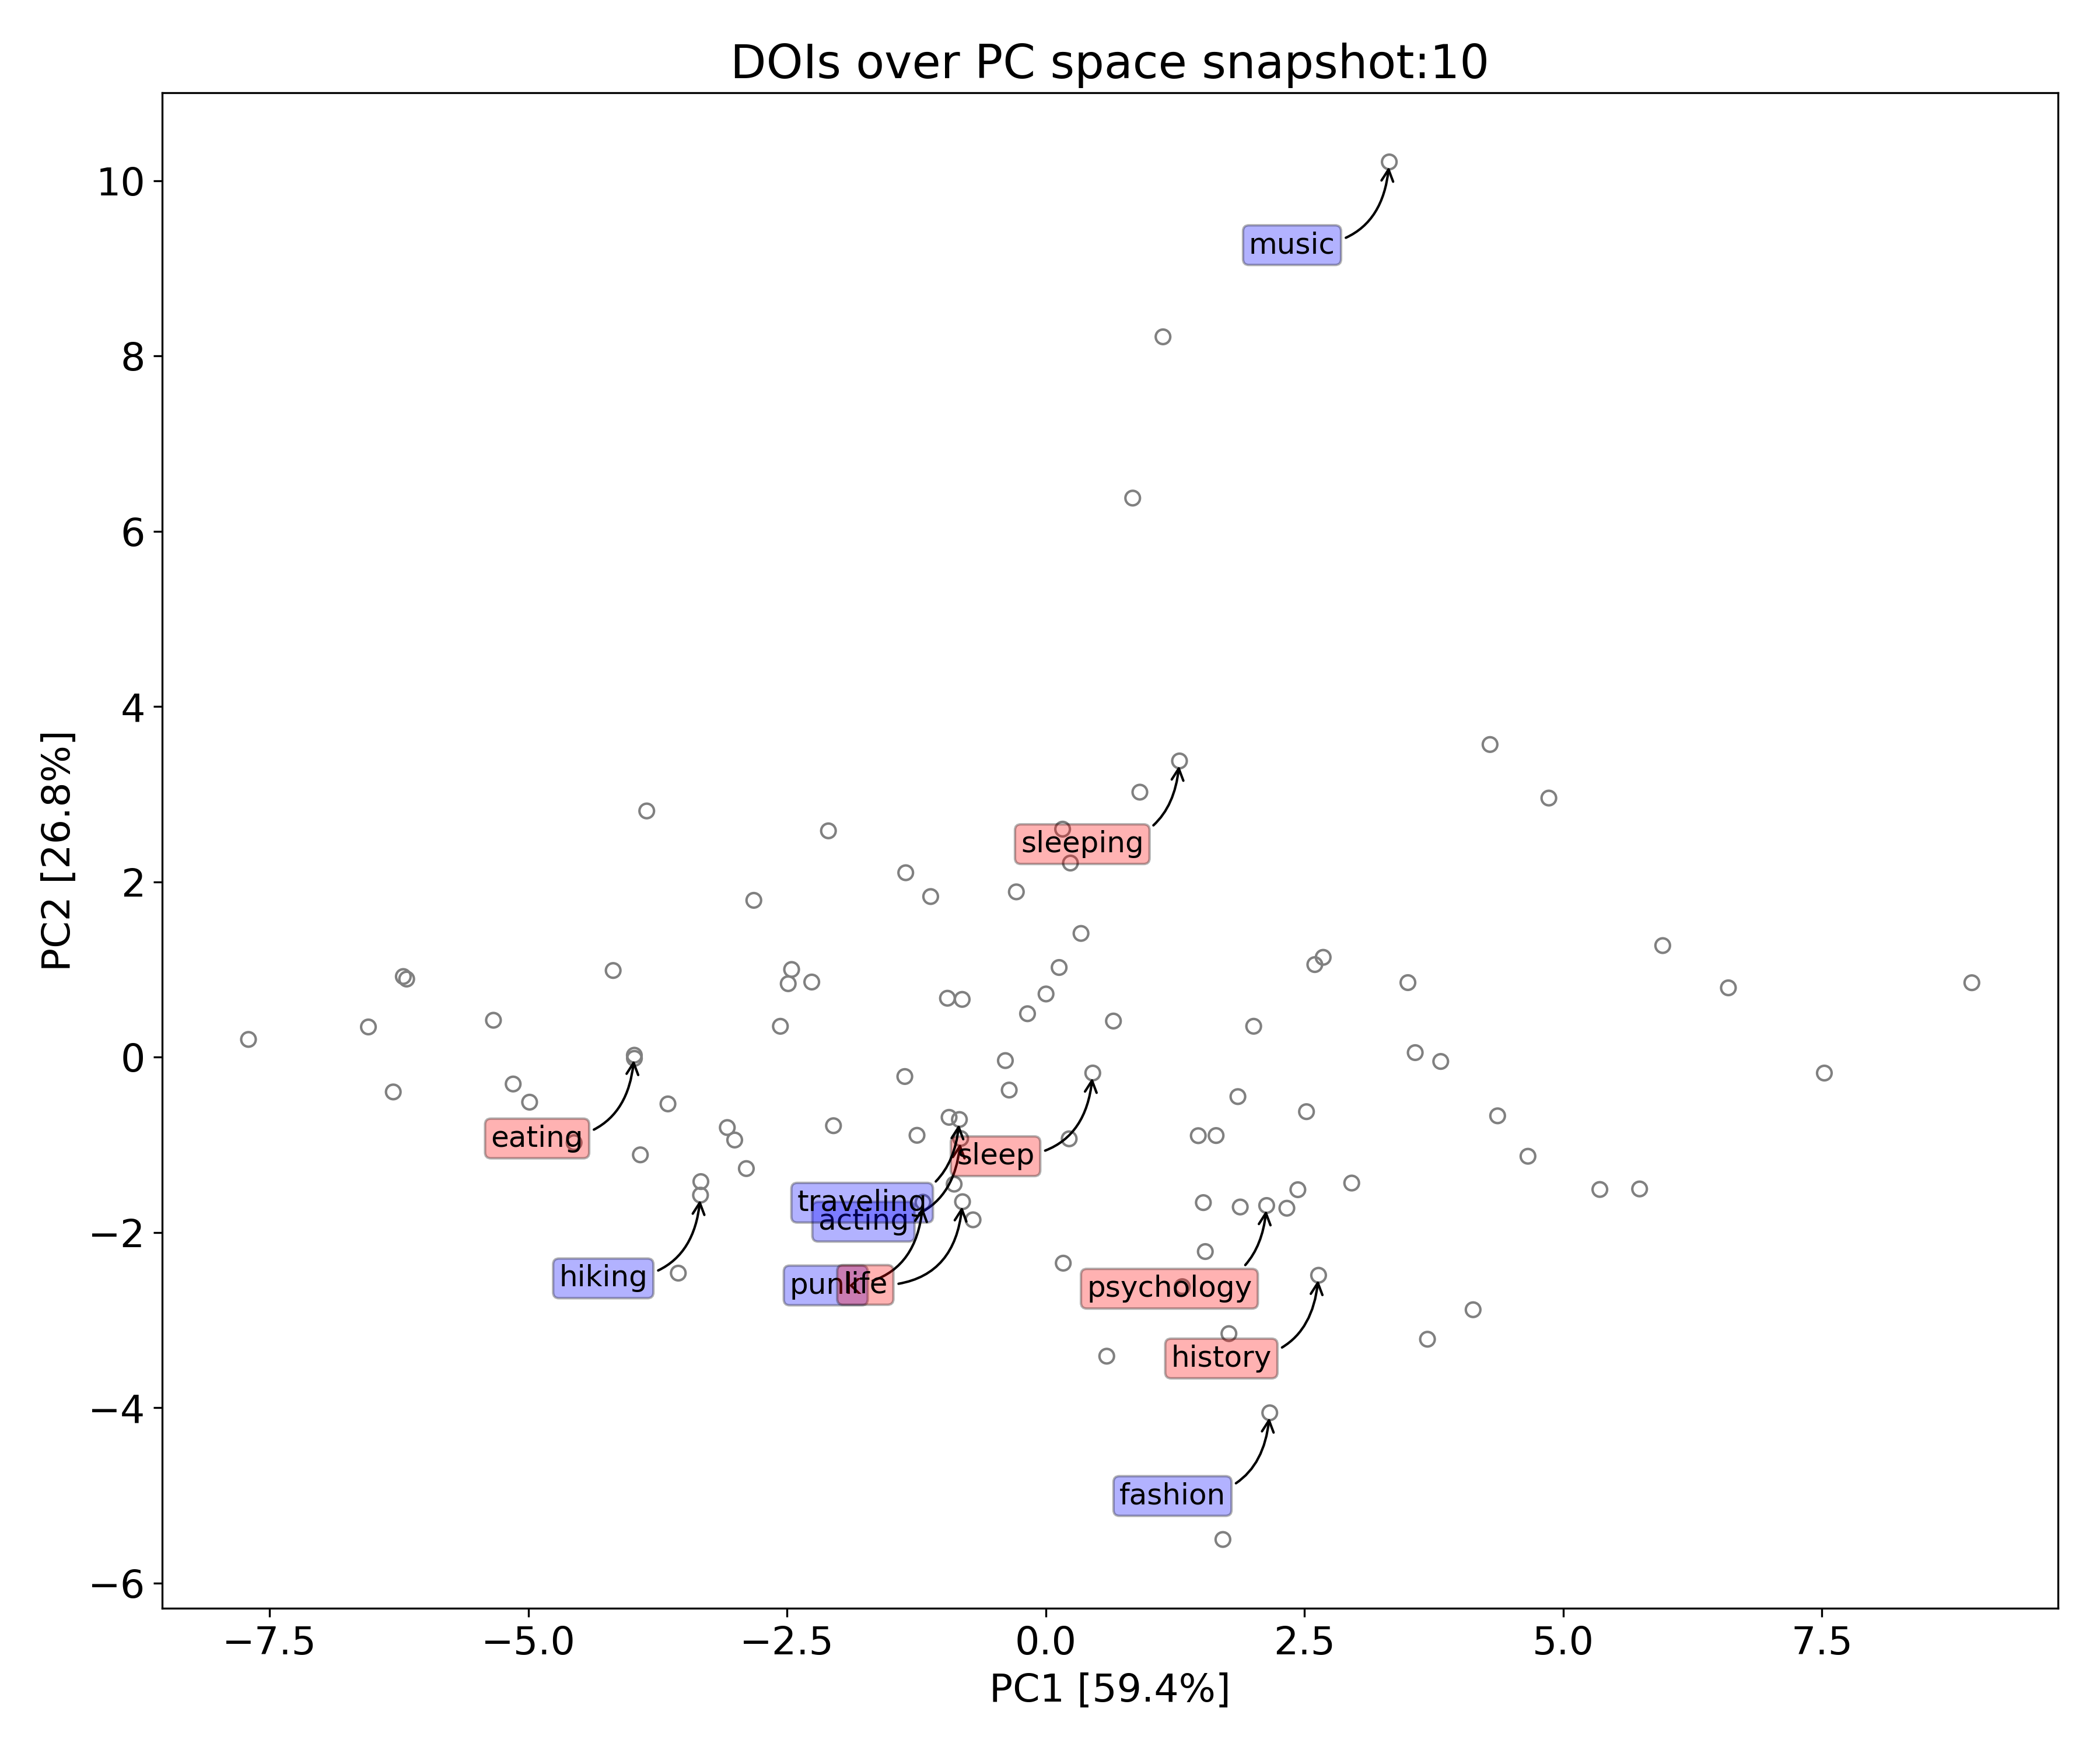 DOIs over PC space snapshot:10
10
8
6
4
2
0
−2
−4
−6
PC2 [26.8%]
music
sleeping
eating
sleep
traveling
acting
hiking
punk
life
psychology
history
fashion
−7.5 −5.0 −2.5 0.0 2.5 5.0 7.5
PC1 [59.4%]